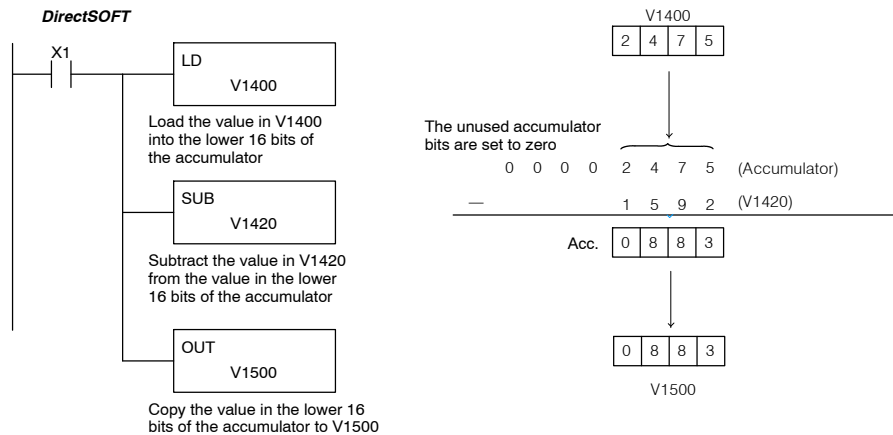 DirectSOFT
X1
LD
V1400
Load the value in V1400
into the lower 16 bits of
the accumulator
SUB
V1420
Subtract the value in V1420
from the value in the lower
16 bits of the accumulator
OUT
V1500
Copy the value in the lower 16
bits of the accumulator to V1500
V1400
2 4 7 5
The unused accumulator
bits are set to zero
0 0 0 0 2 4 7 5 (Accumulator)
— 1 5 9 2 (V1420)
Acc. 0 8 8 3
0 8 8 3
V1500